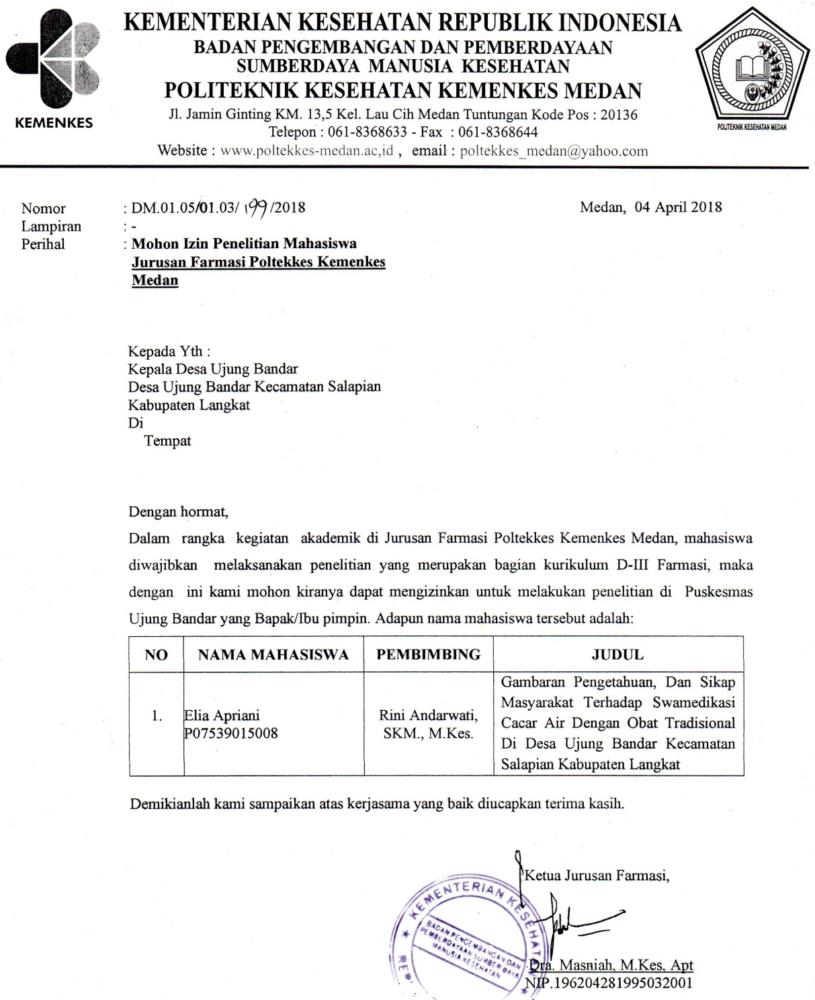 KEMENKES
KEMENTERIAN KESEHATAN REPUBLIK INDONESIA
BADAN PENGEMBANGAN DAN PEMBERDAYAAN
SUMBERDAYA MANUSIA KESEHATAN
POLITEKNIK KESEHATAN KEMENKES MEDAN
Jl. Jamin Ginting KM. 13,5 Kel. Lau Cih Medan Tuntungan Kode Pos : 20136
Telepon : 061-8368633 - Fax : 061-8368644
Website : www.poltekkes-medan.ac,id , email : poltekkes_medan@yahoo.com
POLITEKNIK KESEHATAN MEDAN
Nomor : DM.01.05/01.03/ 199 /2018 Medan, 04 April 2018
Lampiran : -
Perihal : Mohon Izin Penelitian Mahasiswa
Jurusan Farmasi Poltekkes Kemenkes
Medan
Kepada Yth :
Kepala Desa Ujung Bandar
Desa Ujung Bandar Kecamatan Salapian
Kabupaten Langkat
Di
Tempat
Dengan hormat,
Dalam rangka kegiatan akademik di Jurusan Farmasi Poltekkes Kemenkes Medan, mahasiswa
diwajibkan melaksanakan penelitian yang merupakan bagian kurikulum D-III Farmasi, maka
dengan ini kami mohon kiranya dapat mengizinkan untuk melakukan penelitian di Puskesmas
Ujung Bandar yang Bapak/Ibu pimpin. Adapun nama mahasiswa tersebut adalah:
NO NAMA MAHASISWA PEMBIMBING JUDUL
1.
Elia Apriani
P07539015008
Rini Andarwati,
SKM., M.Kes.
Gambaran Pengetahuan, Dan Sikap
Masyarakat Terhadap Swamedikasi
Cacar Air Dengan Obat Tradisional
Di Desa Ujung Bandar Kecamatan
Salapian Kabupaten Langkat
Demikianlah kami sampaikan atas kerjasama yang baik diucapkan terima kasih.
Ketua Jurusan Farmasi,
KEMENTERIAN KESEHATAN
BADAN PENGEMBANGAN DAN
PEMBERDAYAAN SUMBER DAYA
MANUSIA KESEHATAN
Dra. Masniah, M.Kes, Apt
NIP.196204281995032001